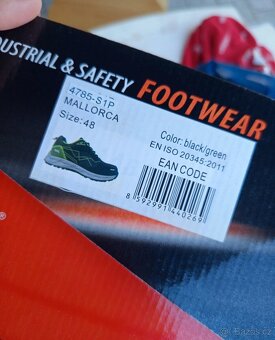 INDUSTRIAL & SAFETY FOOTWEAR
4785-S1P
MALLORCA
Size: 48
Color: black/green
EN ISO 20345:2011
EAN CODE
8 592991 440269
®